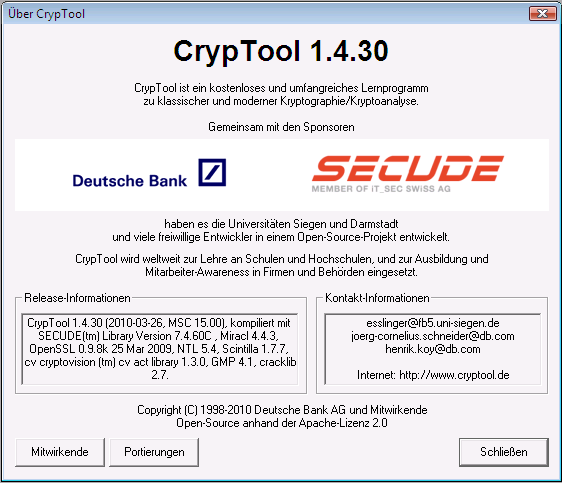 Über CrypTool
CrypTool 1.4.30
CrypTool ist ein kostenloses und umfangreiches Lernprogramm
zu klassischer und moderner Kryptographie/Kryptoanalyse.
Gemeinsam mit den Sponsoren
Deutsche Bank
SECUDE
MEMBER OF iT_SEC SWiSS AG
haben es die Universitäten Siegen und Darmstadt
und viele freiwillige Entwickler in einem Open-Source-Projekt entwickelt.
CrypTool wird weltweit zur Lehre an Schulen und Hochschulen, und zur Ausbildung und
Mitarbeiter-Awareness in Firmen und Behörden eingesetzt.
Release-Informationen
CrypTool 1.4.30 (2010-03-26, MSC 15.00), kompiliert mit
SECUDE(tm) Library Version 7.4.60C , Miracl 4.4.3,
OpenSSL 0.9.8k 25 Mar 2009, NTL 5.4, Scintilla 1.7.7,
cv cryptovision (tm) cv act library 1.3.0, GMP 4.1, cracklib
2.7.
Kontakt-Informationen
esslinger@fb5.uni-siegen.de
joerg-cornelius.schneider@db.com
henrik.koy@db.com
Internet: http://www.cryptool.de
Copyright (C) 1998-2010 Deutsche Bank AG und Mitwirkende
Open-Source anhand der Apache-Lizenz 2.0
Mitwirkende
Portierungen
Schließen